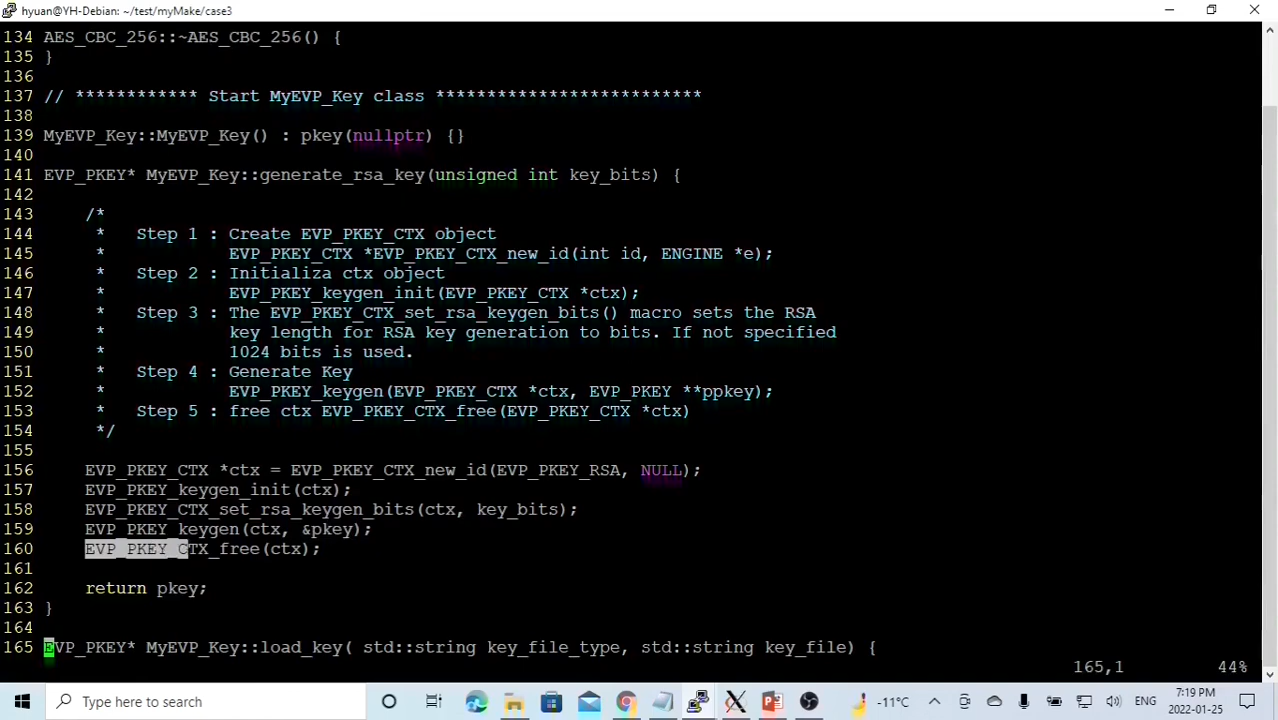 hyuan@YH-Debian: ~/test/myMake/case3
134 AES_CBC_256::~AES_CBC_256() {
135 }
136
137 // ************ Start MyEVP_Key class **************************
138
139 MyEVP_Key::MyEVP_Key() : pkey(nullptr) {}
140
141 EVP_PKEY* MyEVP_Key::generate_rsa_key(unsigned int key_bits) {
142
143     /*
144     *   Step 1 : Create EVP_PKEY_CTX object
145     *            EVP_PKEY_CTX *EVP_PKEY_CTX_new_id(int id, ENGINE *e);
146     *   Step 2 : Initializa ctx object
147     *            EVP_PKEY_keygen_init(EVP_PKEY_CTX *ctx);
148     *   Step 3 : The EVP_PKEY_CTX_set_rsa_keygen_bits() macro sets the RSA
149     *            key length for RSA key generation to bits. If not specified
150     *            1024 bits is used.
151     *   Step 4 : Generate Key
152     *            EVP_PKEY_keygen(EVP_PKEY_CTX *ctx, EVP_PKEY **ppkey);
153     *   Step 5 : free ctx EVP_PKEY_CTX_free(EVP_PKEY_CTX *ctx)
154     */
155
156     EVP_PKEY_CTX *ctx = EVP_PKEY_CTX_new_id(EVP_PKEY_RSA, NULL);
157     EVP_PKEY_keygen_init(ctx);
158     EVP_PKEY_CTX_set_rsa_keygen_bits(ctx, key_bits);
159     EVP_PKEY_keygen(ctx, &pkey);
160     EVP_PKEY_CTX_free(ctx);
161
162     return pkey;
163 }
164
165 EVP_PKEY* MyEVP_Key::load_key( std::string key_file_type, std::string key_file) {
165,1 44%
Type here to search
-11°C ENG 7:19 PM
2022-01-25